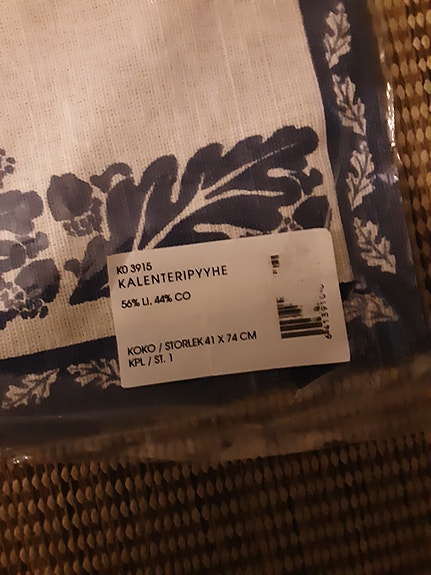 KO 3915
KALENTERIPYYHE
56% LI, 44% CO
KOKO / STORLEK 41 X 74 CM
KPL / ST. 1